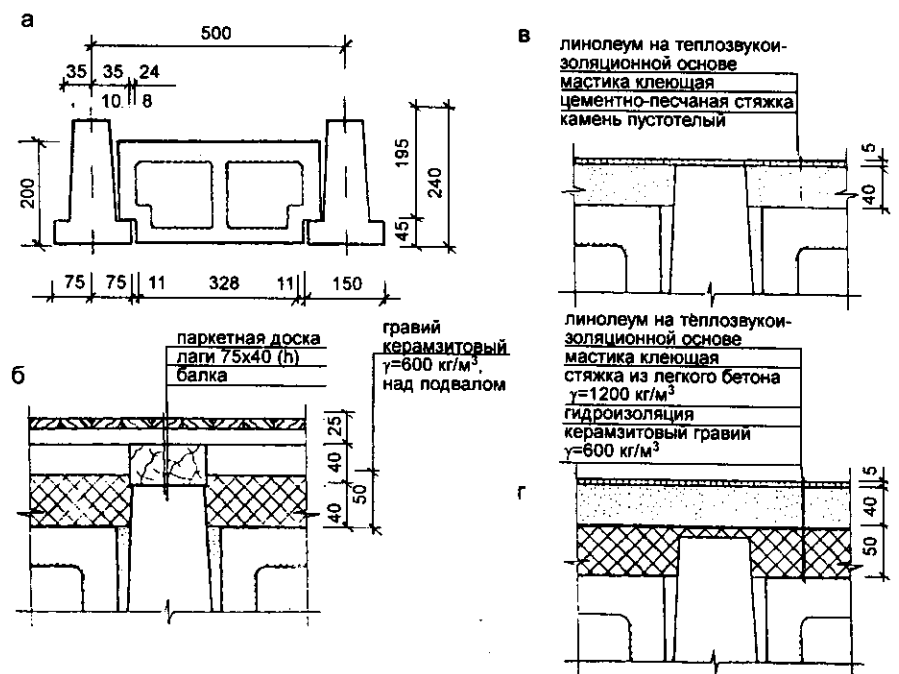 а
500
35 35 24
10 8
200
195
240
45
75 75 11 328 11 150
б
паркетная доска
лаги 75х40 (h)
балка
гравий
керамзитовый
γ=600 кг/м³,
над подвалом
25
40
50
40
в
линолеум на теплозвукои-
золяционной основе
мастика клеющая
цементно-песчаная стяжка
камень пустотелый
5
40
линолеум на теплозвукои-
золяционной основе
мастика клеющая
стяжка из легкого бетона
γ=1200 кг/м³
гидроизоляция
керамзитовый гравий
γ=600 кг/м³
г
5
40
50